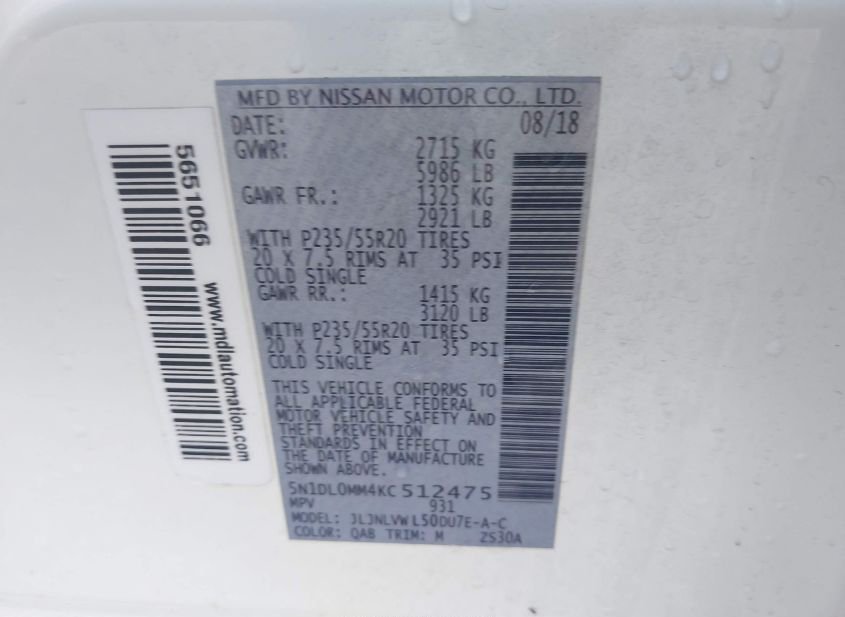 MFD BY NISSAN MOTOR CO., LTD.
DATE: 08/18
GVWR: 2715 KG
5986 LB
GAWR FR.: 1325 KG
2921 LB
WITH P235/55R20 TIRES
20 X 7.5 RIMS AT 35 PSI
COLD SINGLE
GAWR RR.: 1415 KG
3120 LB
WITH P235/55R20 TIRES
20 X 7.5 RIMS AT 35 PSI
COLD SINGLE
THIS VEHICLE CONFORMS TO
ALL APPLICABLE FEDERAL
MOTOR VEHICLE SAFETY AND
THEFT PREVENTION
STANDARDS IN EFFECT ON
THE DATE OF MANUFACTURE
SHOWN ABOVE.
5N1DL0MM4KC512475
MPV 931
MODEL: JLJNLVWL50DU7E-A-C
COLOR: QAB TRIM: M 2S30A
5651066
www.mdlautomation.com